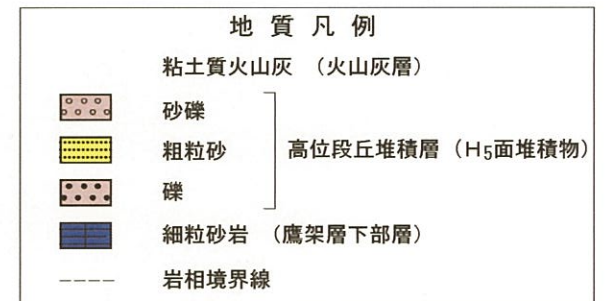 地質凡例
粘土質火山灰 （火山灰層）
砂礫
粗粒砂 高位段丘堆積層（H5面堆積物）
礫
細粒砂岩 （鷹架層下部層）
岩相境界線